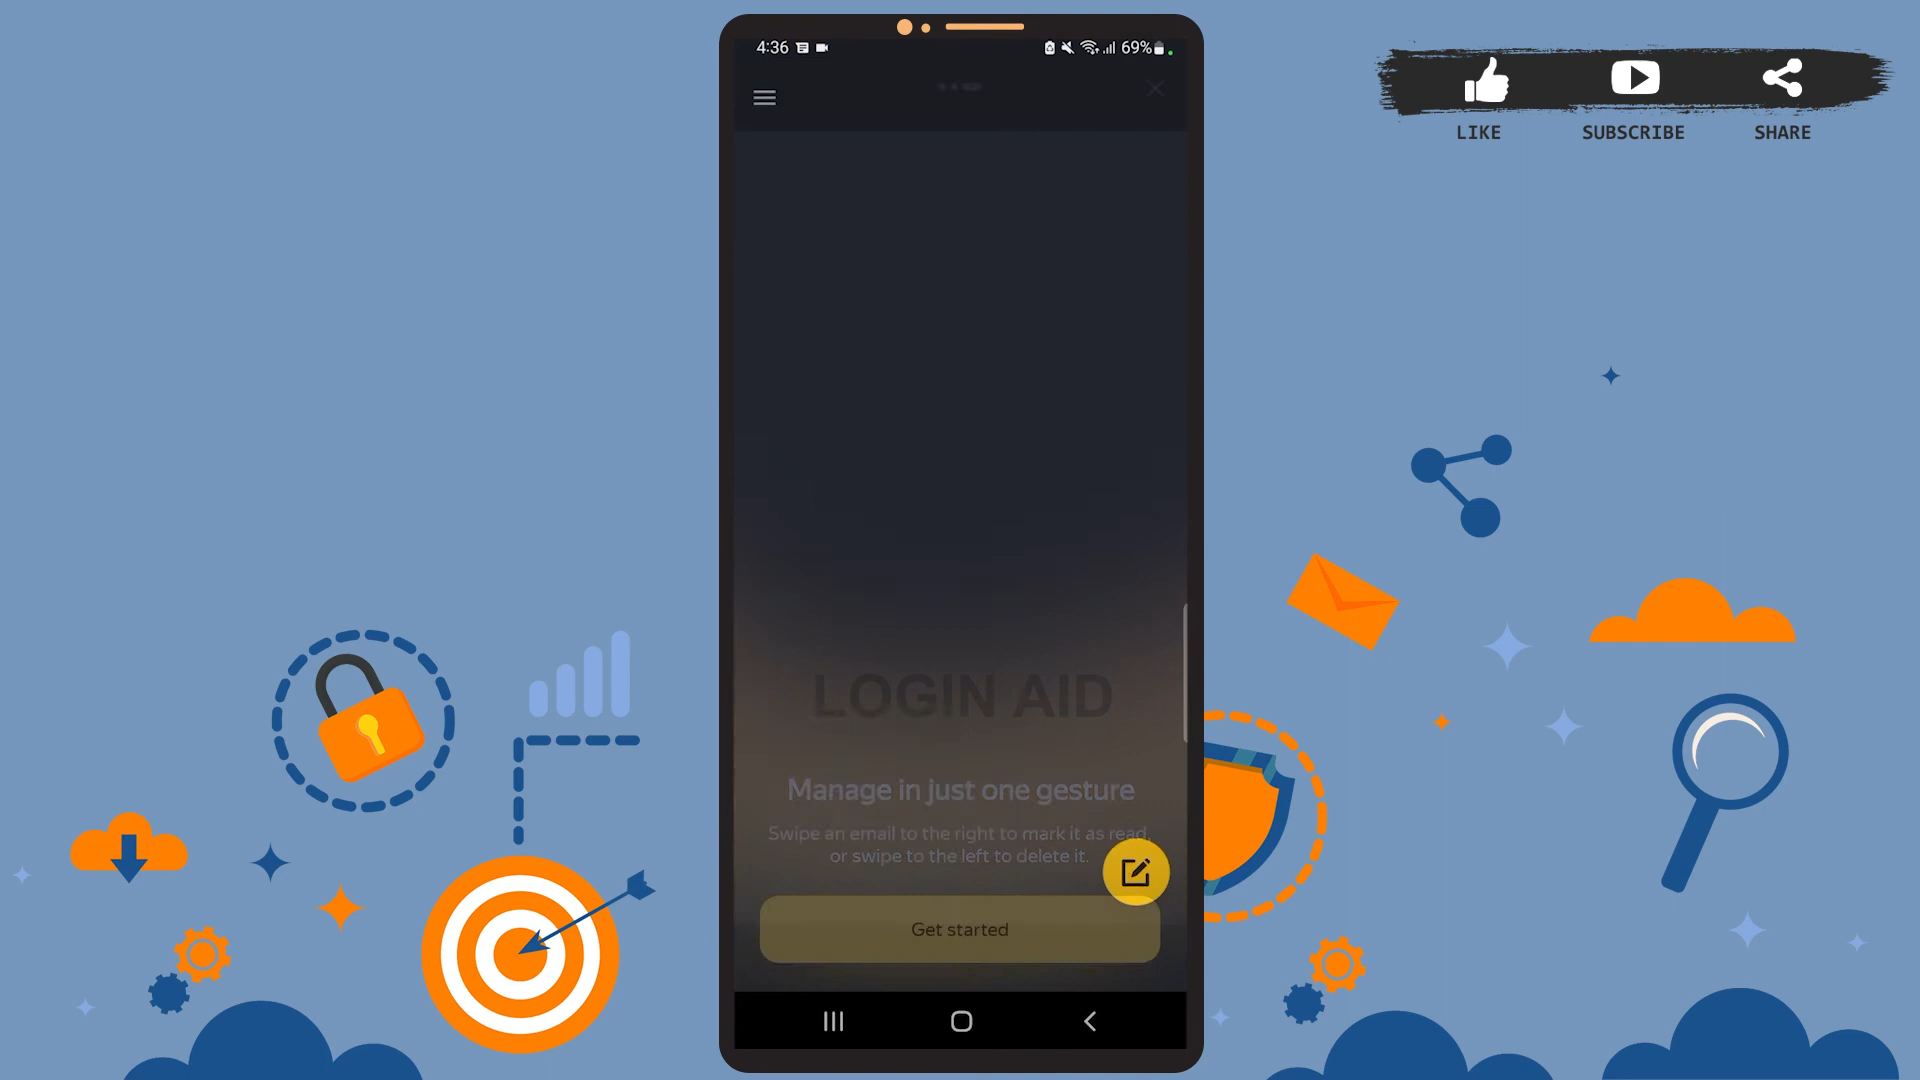 4:36
69%
LIKE
SUBSCRIBE
SHARE
LOGIN AID
Manage in just one gesture
Swipe an email to the right to mark it as read,
or swipe to the left to delete it.
Get started